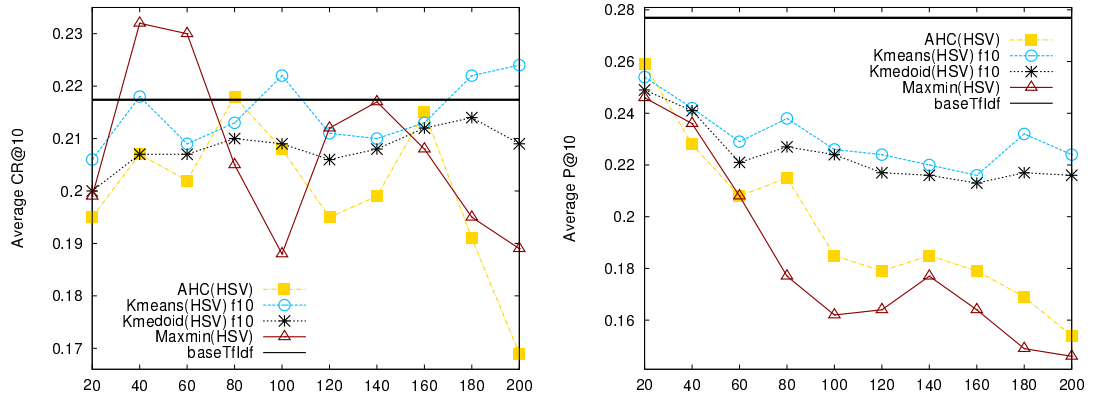 Average CR@10
0.23
0.22
0.21
0.2
0.19
0.18
0.17
AHC(HSV)
Kmeans(HSV) f10
Kmedoid(HSV) f10
Maxmin(HSV)
baseTfIdf
20 40 60 80 100 120 140 160 180 200
Average P@10
0.28
0.26
0.24
0.22
0.2
0.18
0.16
AHC(HSV)
Kmeans(HSV) f10
Kmedoid(HSV) f10
Maxmin(HSV)
baseTfIdf
20 40 60 80 100 120 140 160 180 200